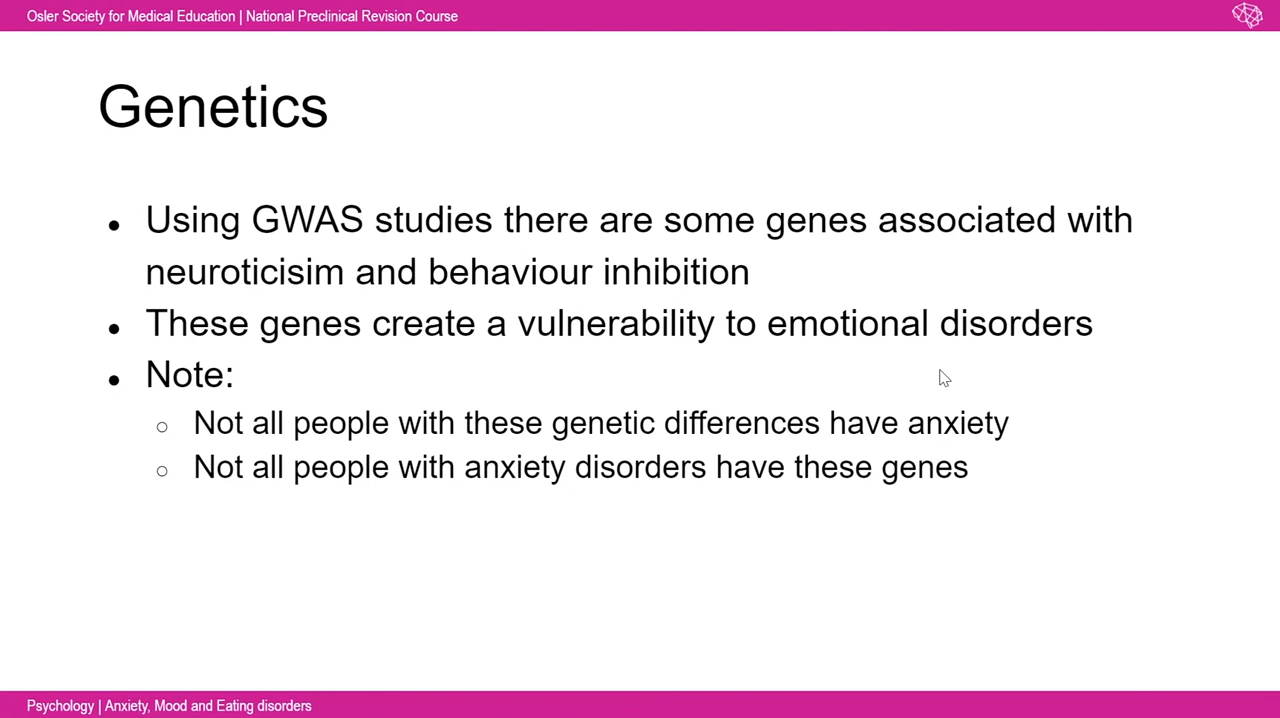 Osler Society for Medical Education | National Preclinical Revision Course
Genetics
● Using GWAS studies there are some genes associated with
neuroticisim and behaviour inhibition
● These genes create a vulnerability to emotional disorders
● Note:
○ Not all people with these genetic differences have anxiety
○ Not all people with anxiety disorders have these genes
Psychology | Anxiety, Mood and Eating disorders